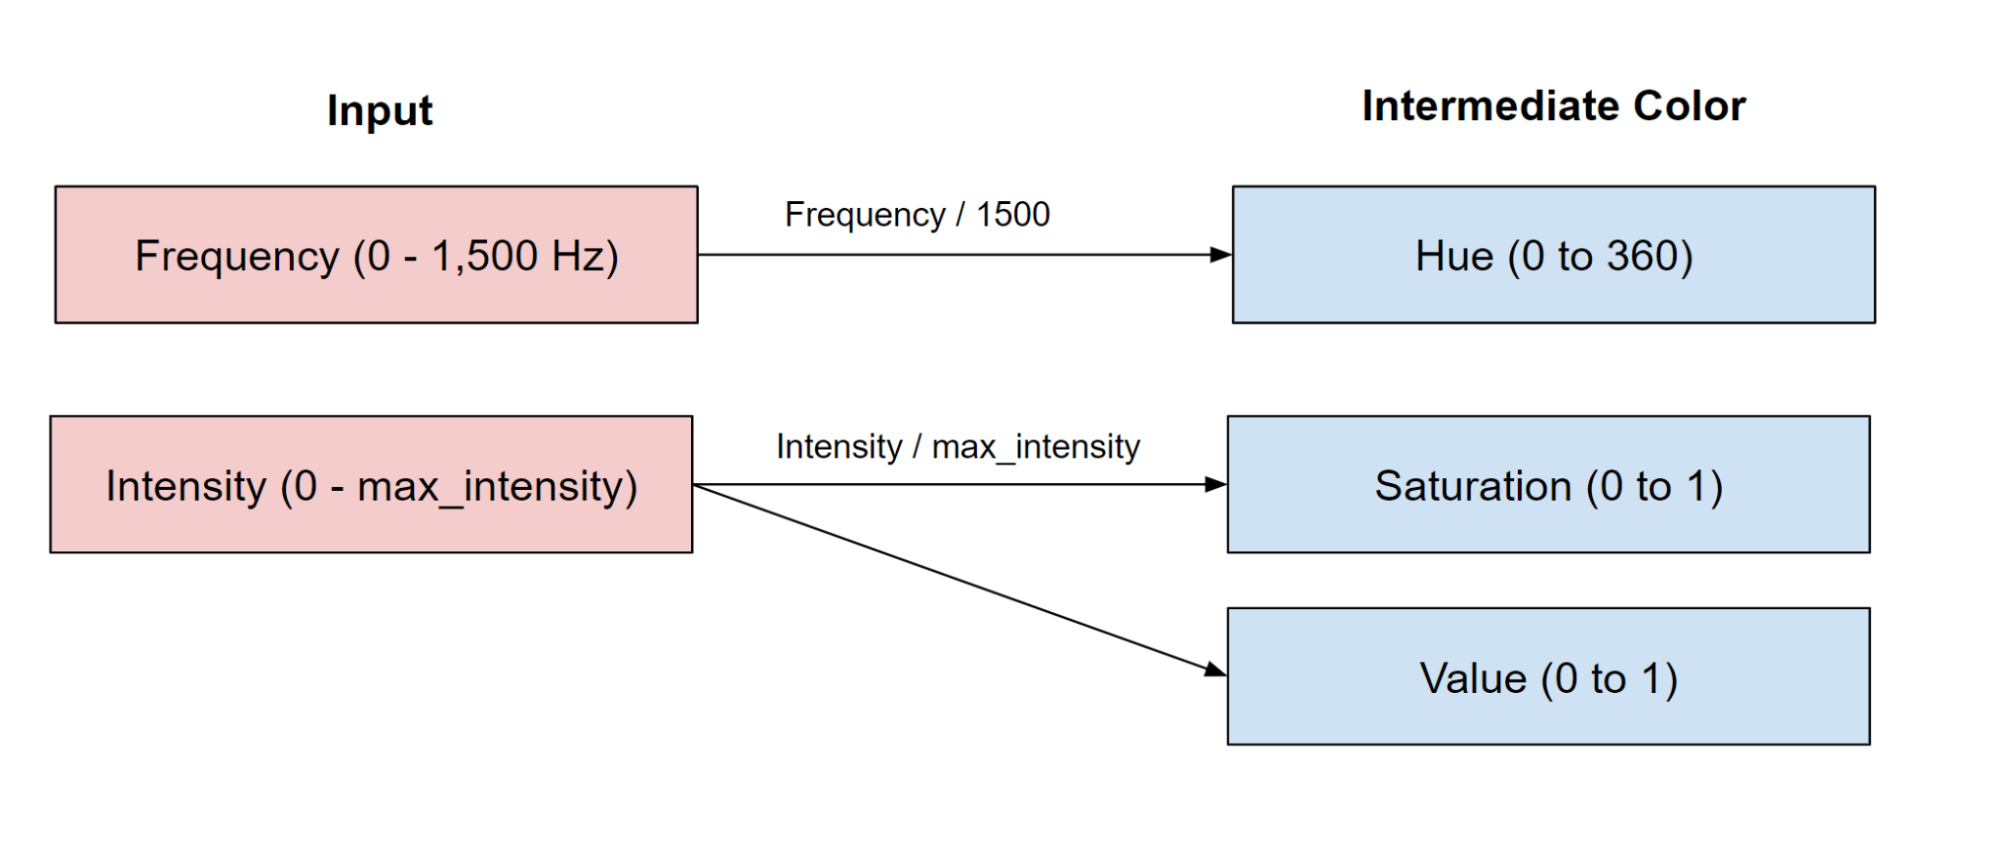 Input
Intermediate Color
Frequency (0 - 1,500 Hz)
Frequency / 1500
Hue (0 to 360)
Intensity (0 - max_intensity)
Intensity / max_intensity
Saturation (0 to 1)
Value (0 to 1)